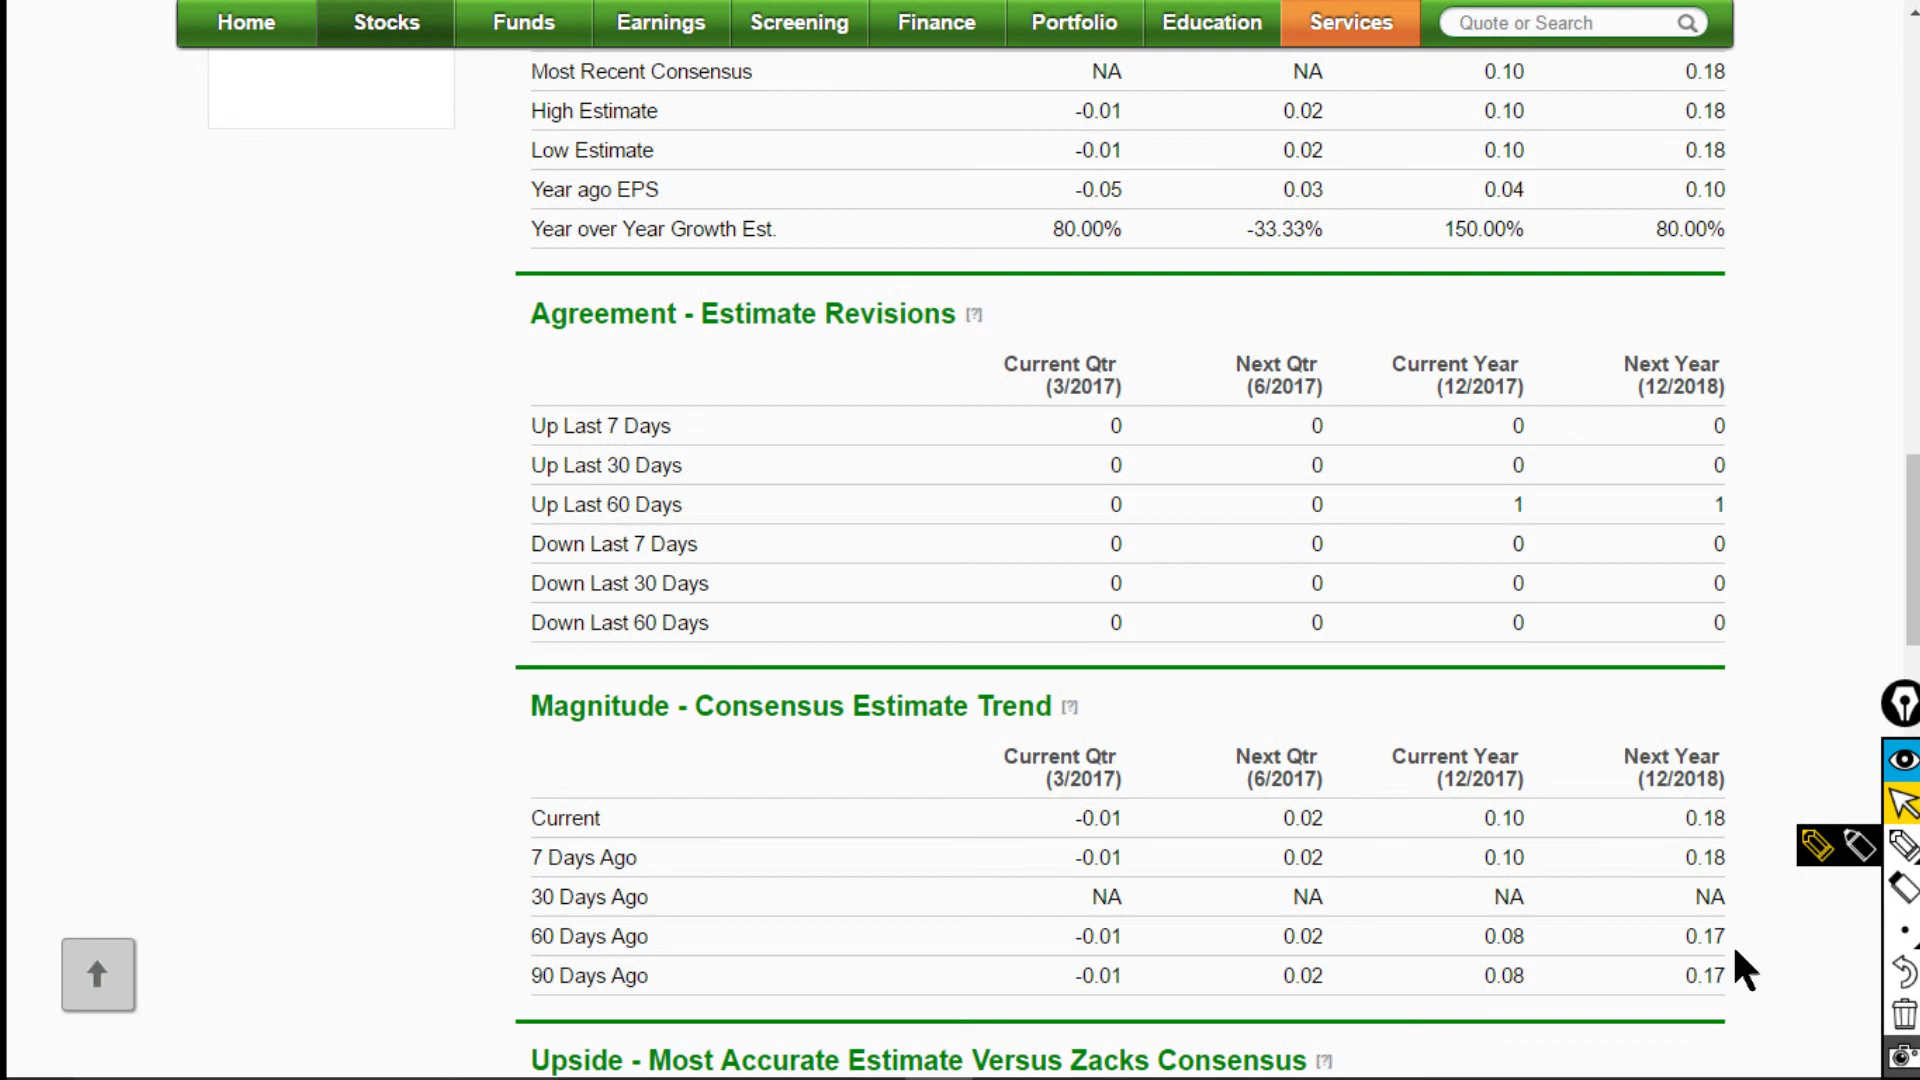 Home Stocks Funds Earnings Screening Finance Portfolio Education Services Quote or Search
Most Recent Consensus NA NA 0.10 0.18
High Estimate -0.01 0.02 0.10 0.18
Low Estimate -0.01 0.02 0.10 0.18
Year ago EPS -0.05 0.03 0.04 0.10
Year over Year Growth Est. 80.00% -33.33% 150.00% 80.00%
Agreement - Estimate Revisions [?]
Current Qtr Next Qtr Current Year Next Year
(3/2017) (6/2017) (12/2017) (12/2018)
Up Last 7 Days 0 0 0 0
Up Last 30 Days 0 0 0 0
Up Last 60 Days 0 0 1 1
Down Last 7 Days 0 0 0 0
Down Last 30 Days 0 0 0 0
Down Last 60 Days 0 0 0 0
Magnitude - Consensus Estimate Trend [?]
Current Qtr Next Qtr Current Year Next Year
(3/2017) (6/2017) (12/2017) (12/2018)
Current -0.01 0.02 0.10 0.18
7 Days Ago -0.01 0.02 0.10 0.18
30 Days Ago NA NA NA NA
60 Days Ago -0.01 0.02 0.08 0.17
90 Days Ago -0.01 0.02 0.08 0.17
Upside - Most Accurate Estimate Versus Zacks Consensus [?]